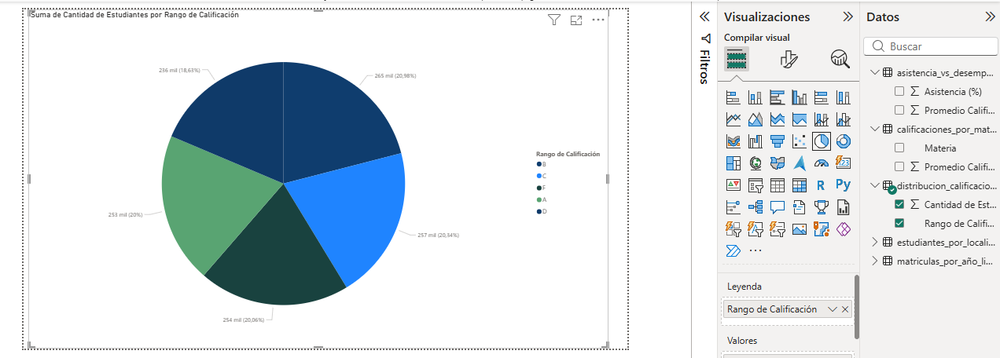 Suma de Cantidad de Estudiantes por Rango de Calificación
236 mil (18,63%)
265 mil (20,98%)
253 mil (20%)
257 mil (20,34%)
254 mil (20,06%)
Rango de Calificación
B
C
F
A
D
Filtros
Visualizaciones
Compilar visual
123
R
Py
...
Leyenda
Rango de Calificación
Valores
Datos
Buscar
asistencia_vs_desemp...
Asistencia (%)
Promedio Califi...
calificaciones_por_mat...
Materia
Promedio Califi...
distribucion_calificacio...
Cantidad de Est...
Rango de Califi...
estudiantes_por_locali...
matriculas_por_año_li...